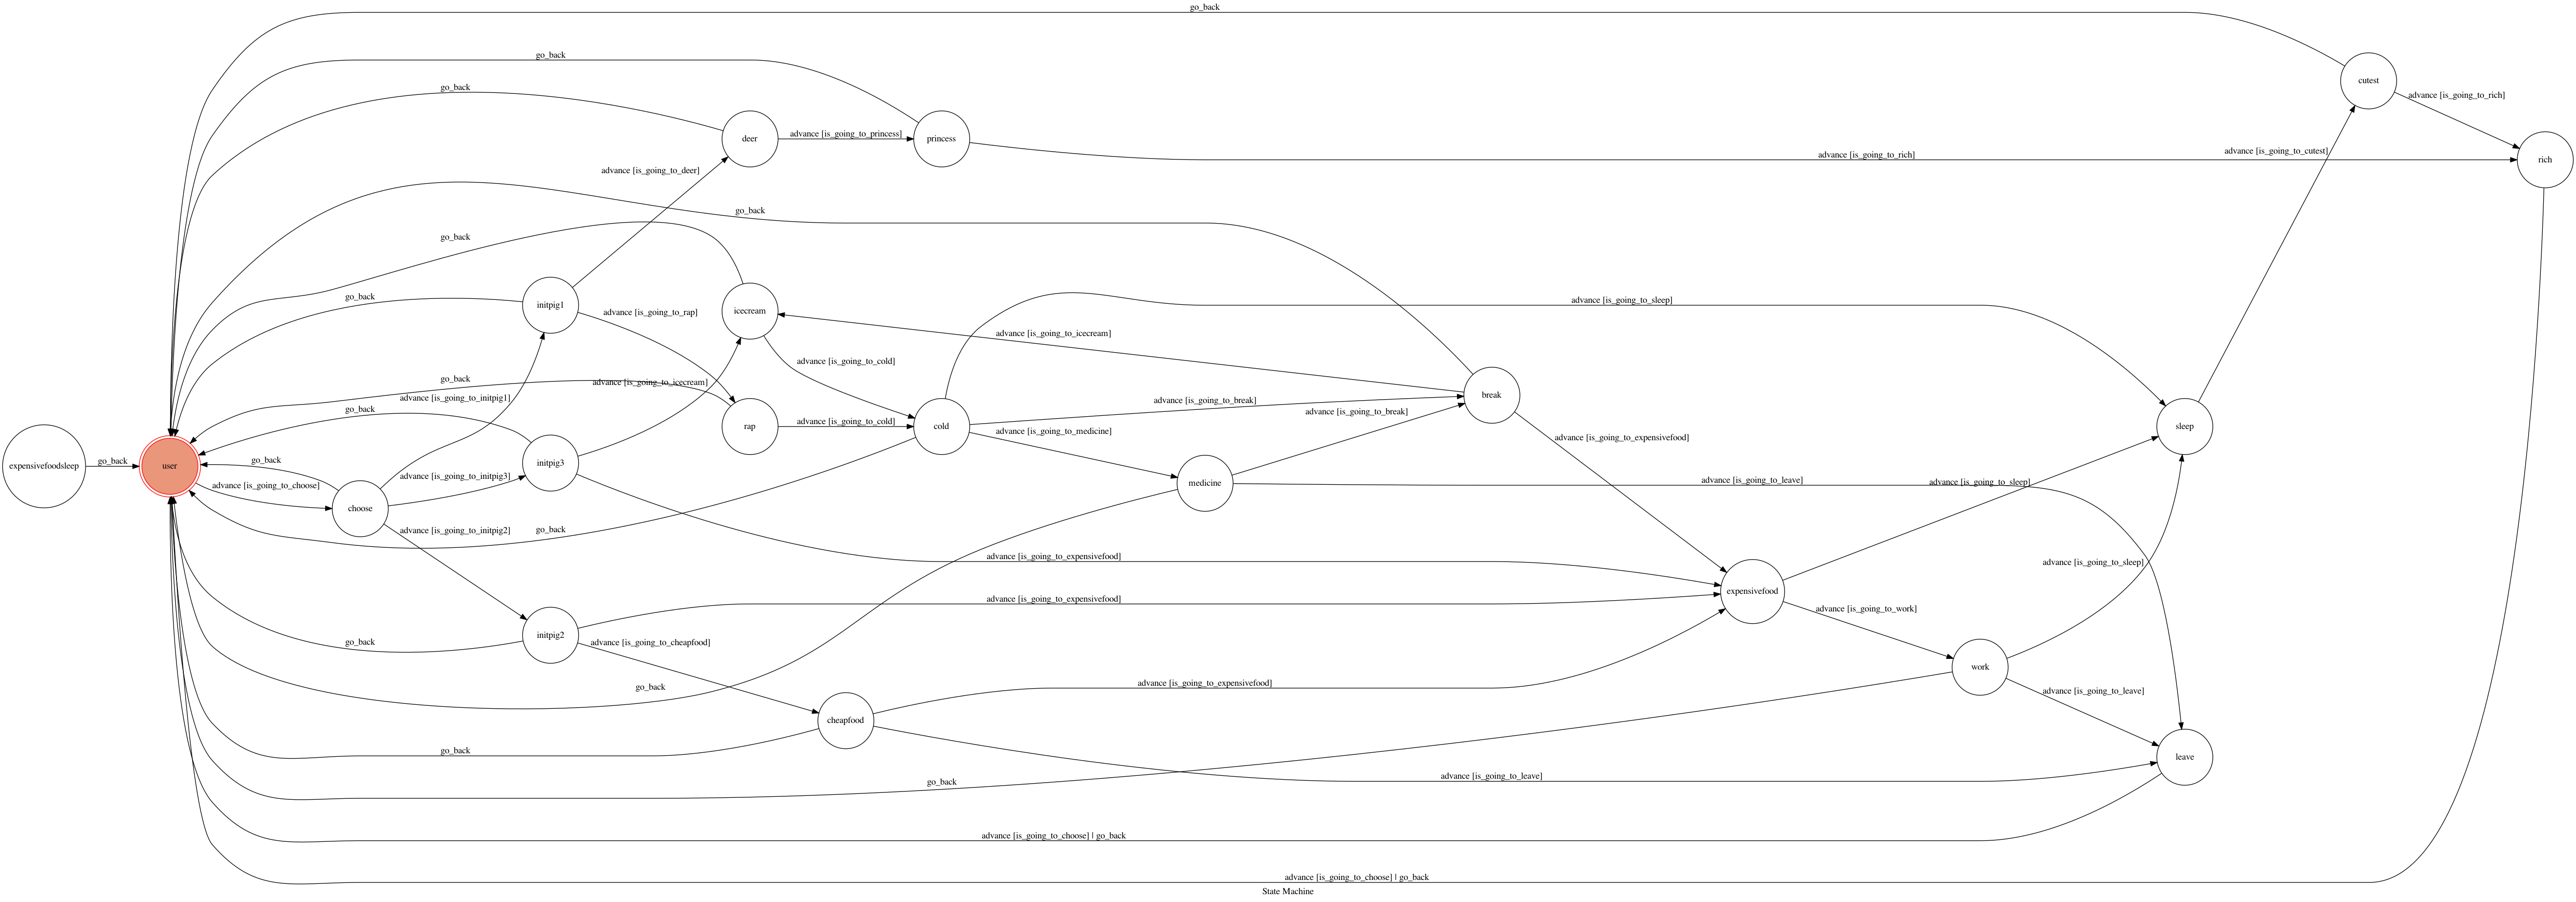 go_back
go_back
cutest
go_back
advance [is_going_to_rich]
deer
advance [is_going_to_princess]
princess
advance [is_going_to_rich]
advance [is_going_to_cutest]
rich
advance [is_going_to_deer]
go_back
go_back
go_back
initpig1
advance [is_going_to_rap]
icecream
advance [is_going_to_sleep]
advance [is_going_to_icecream]
advance [is_going_to_cold]
go_back
advance [is_going_to_icecream]
advance [is_going_to_initpig1]
go_back
break
advance [is_going_to_break]
advance [is_going_to_break]
rap
advance [is_going_to_cold]
cold
advance [is_going_to_medicine]
advance [is_going_to_expensivefood]
sleep
expensivefoodsleep
go_back
user
go_back
advance [is_going_to_choose]
initpig3
advance [is_going_to_initpig3]
choose
medicine
advance [is_going_to_leave]
advance [is_going_to_sleep]
advance [is_going_to_initpig2]
go_back
advance [is_going_to_expensivefood]
advance [is_going_to_sleep]
expensivefood
advance [is_going_to_expensivefood]
advance [is_going_to_work]
initpig2
go_back
advance [is_going_to_cheapfood]
work
go_back
advance [is_going_to_expensivefood]
advance [is_going_to_leave]
cheapfood
go_back
leave
go_back
advance [is_going_to_leave]
advance [is_going_to_choose] | go_back
advance [is_going_to_choose] | go_back
State Machine